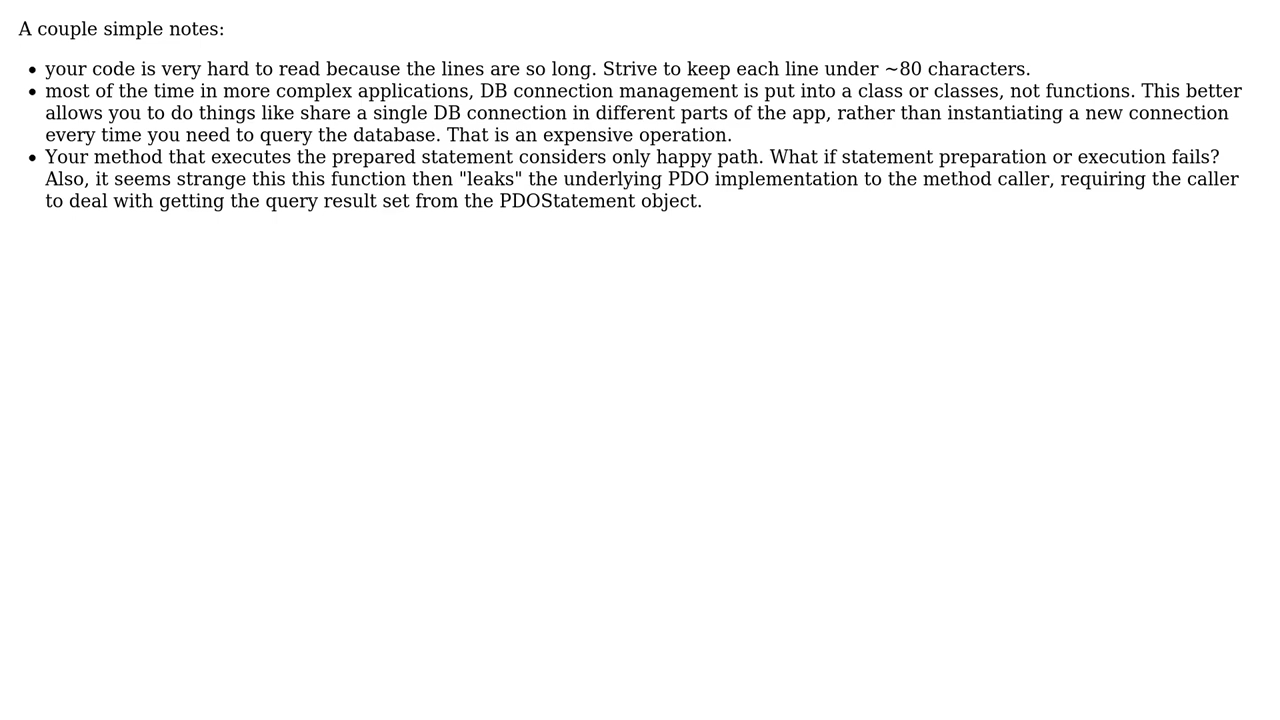 A couple simple notes:
your code is very hard to read because the lines are so long. Strive to keep each line under ~80 characters.
most of the time in more complex applications, DB connection management is put into a class or classes, not functions. This better
allows you to do things like share a single DB connection in different parts of the app, rather than instantiating a new connection
every time you need to query the database. That is an expensive operation.
Your method that executes the prepared statement considers only happy path. What if statement preparation or execution fails?
Also, it seems strange this this function then "leaks" the underlying PDO implementation to the method caller, requiring the caller
to deal with getting the query result set from the PDOStatement object.